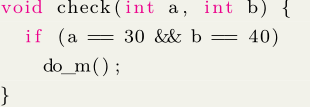 void check(int a, int b) {
if (a == 30 && b == 40)
do_m();
}